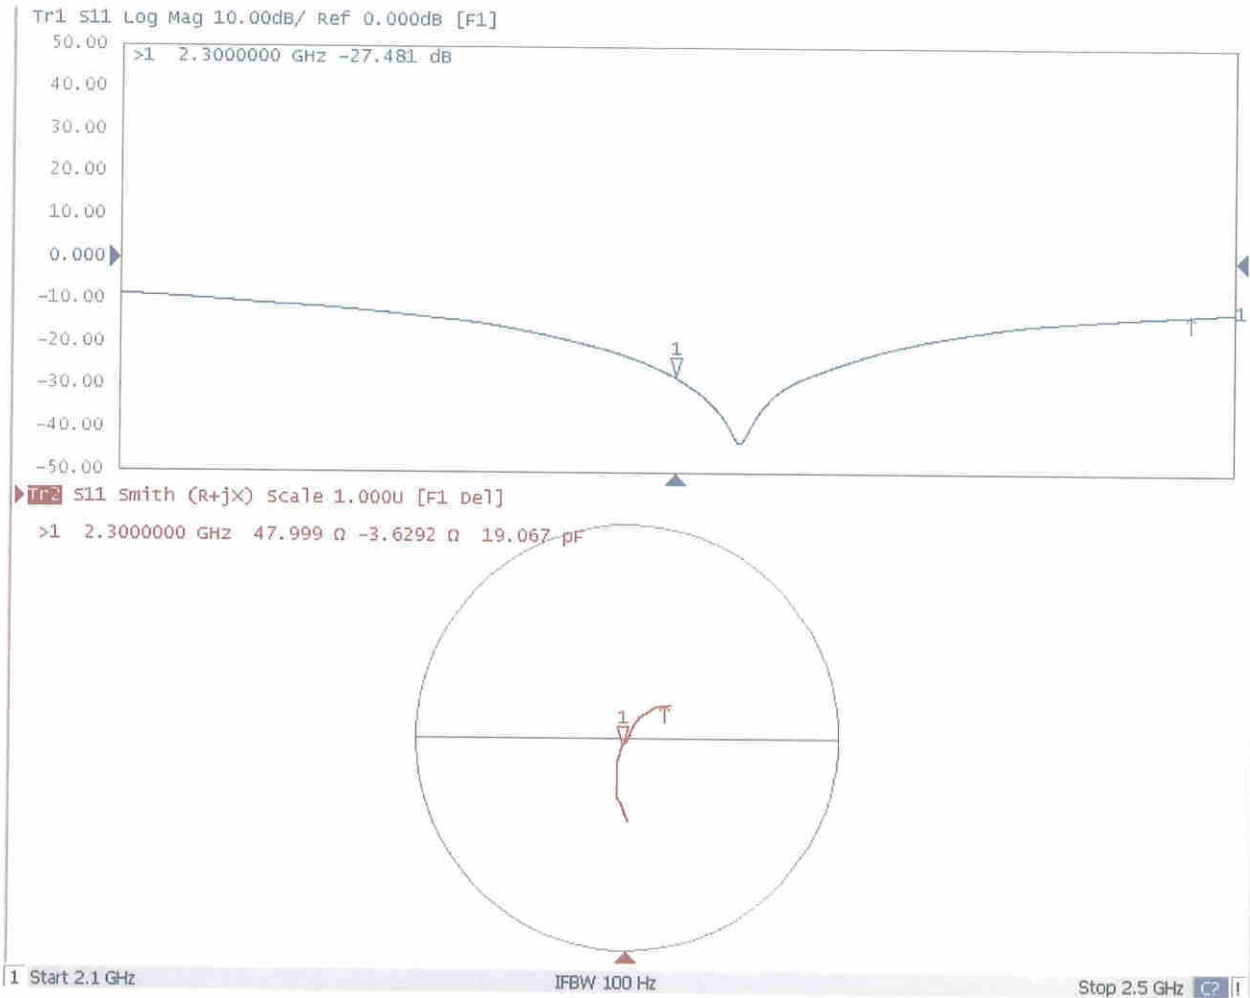 Tr1 S11 Log Mag 10.00dB/ Ref 0.000dB [F1]
50.00
>1 2.3000000 GHz -27.481 dB
40.00
30.00
20.00
10.00
0.000
-10.00
-20.00
-30.00
-40.00
-50.00
1
1
Tr2 S11 Smith (R+jX) Scale 1.000U [F1 Del]
>1 2.3000000 GHz 47.999 Ω -3.6292 Ω 19.067 pF
1
1 Start 2.1 GHz
IFBW 100 Hz
Stop 2.5 GHz C? !